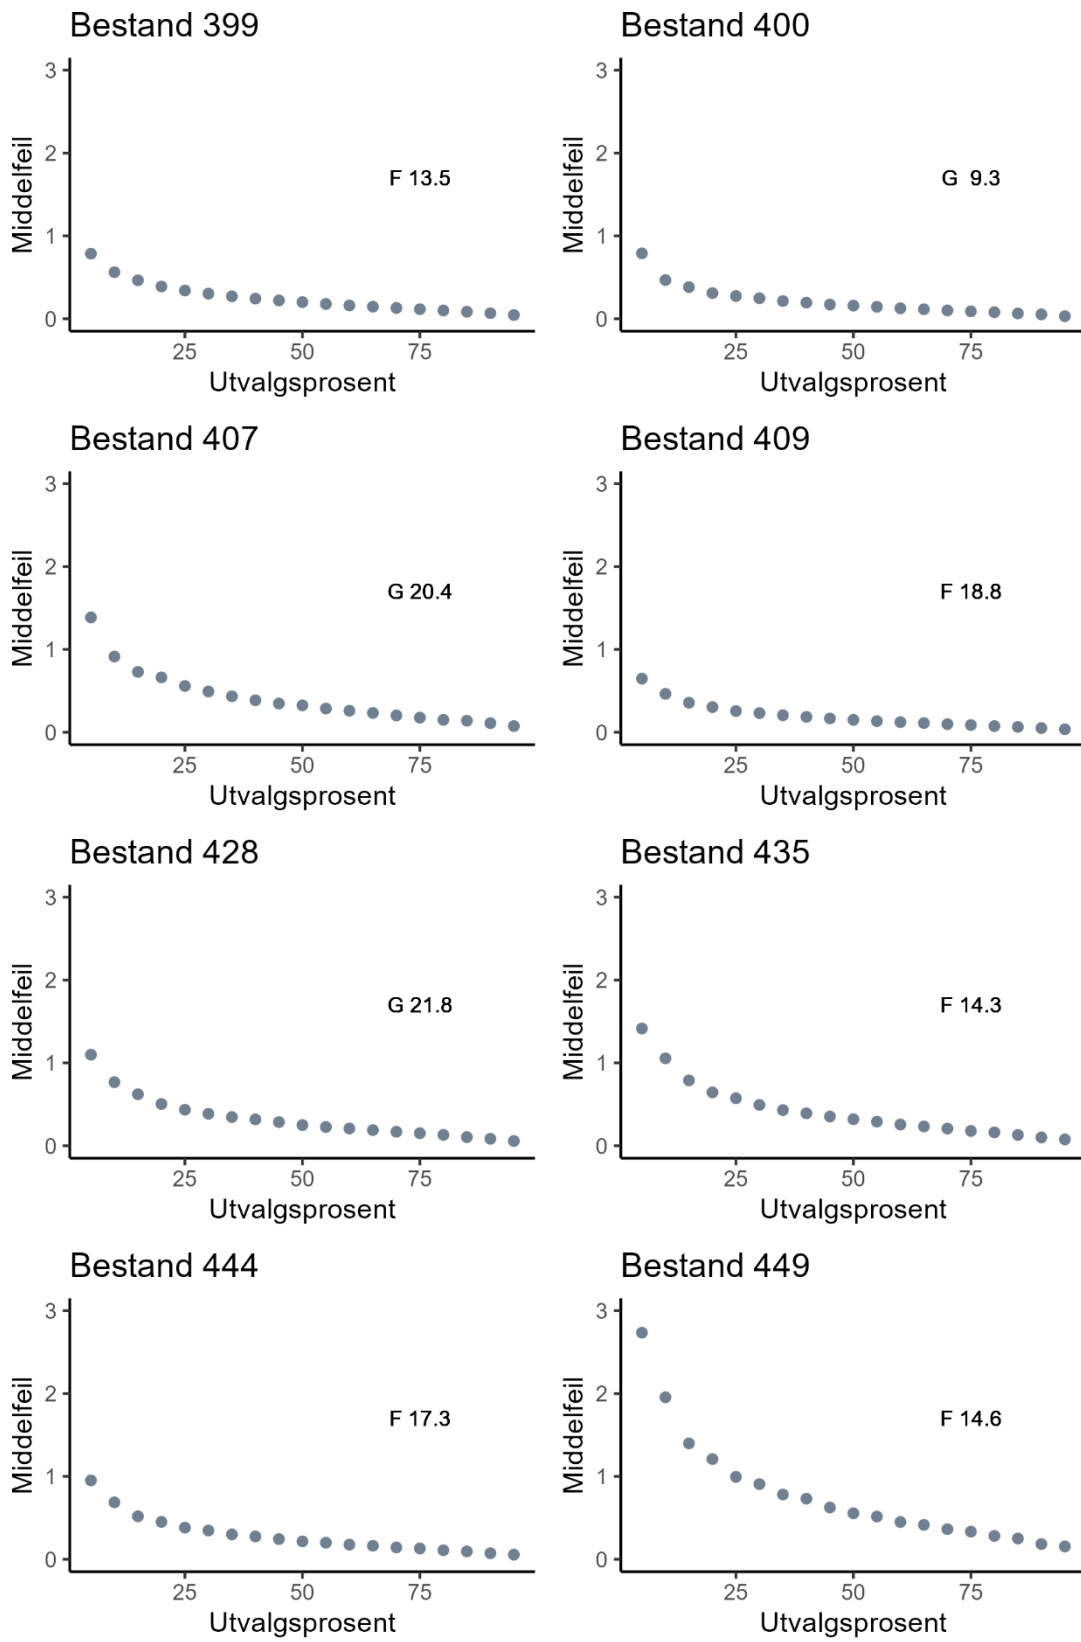 Bestand 399
3
2
1
0
Middelfeil
F 13.5
25 50 75
Utvalgsprosent
Bestand 400
3
2
1
0
Middelfeil
G 9.3
25 50 75
Utvalgsprosent
Bestand 407
3
2
1
0
Middelfeil
G 20.4
25 50 75
Utvalgsprosent
Bestand 409
3
2
1
0
Middelfeil
F 18.8
25 50 75
Utvalgsprosent
Bestand 428
3
2
1
0
Middelfeil
G 21.8
25 50 75
Utvalgsprosent
Bestand 435
3
2
1
0
Middelfeil
F 14.3
25 50 75
Utvalgsprosent
Bestand 444
3
2
1
0
Middelfeil
F 17.3
25 50 75
Utvalgsprosent
Bestand 449
3
2
1
0
Middelfeil
F 14.6
25 50 75
Utvalgsprosent